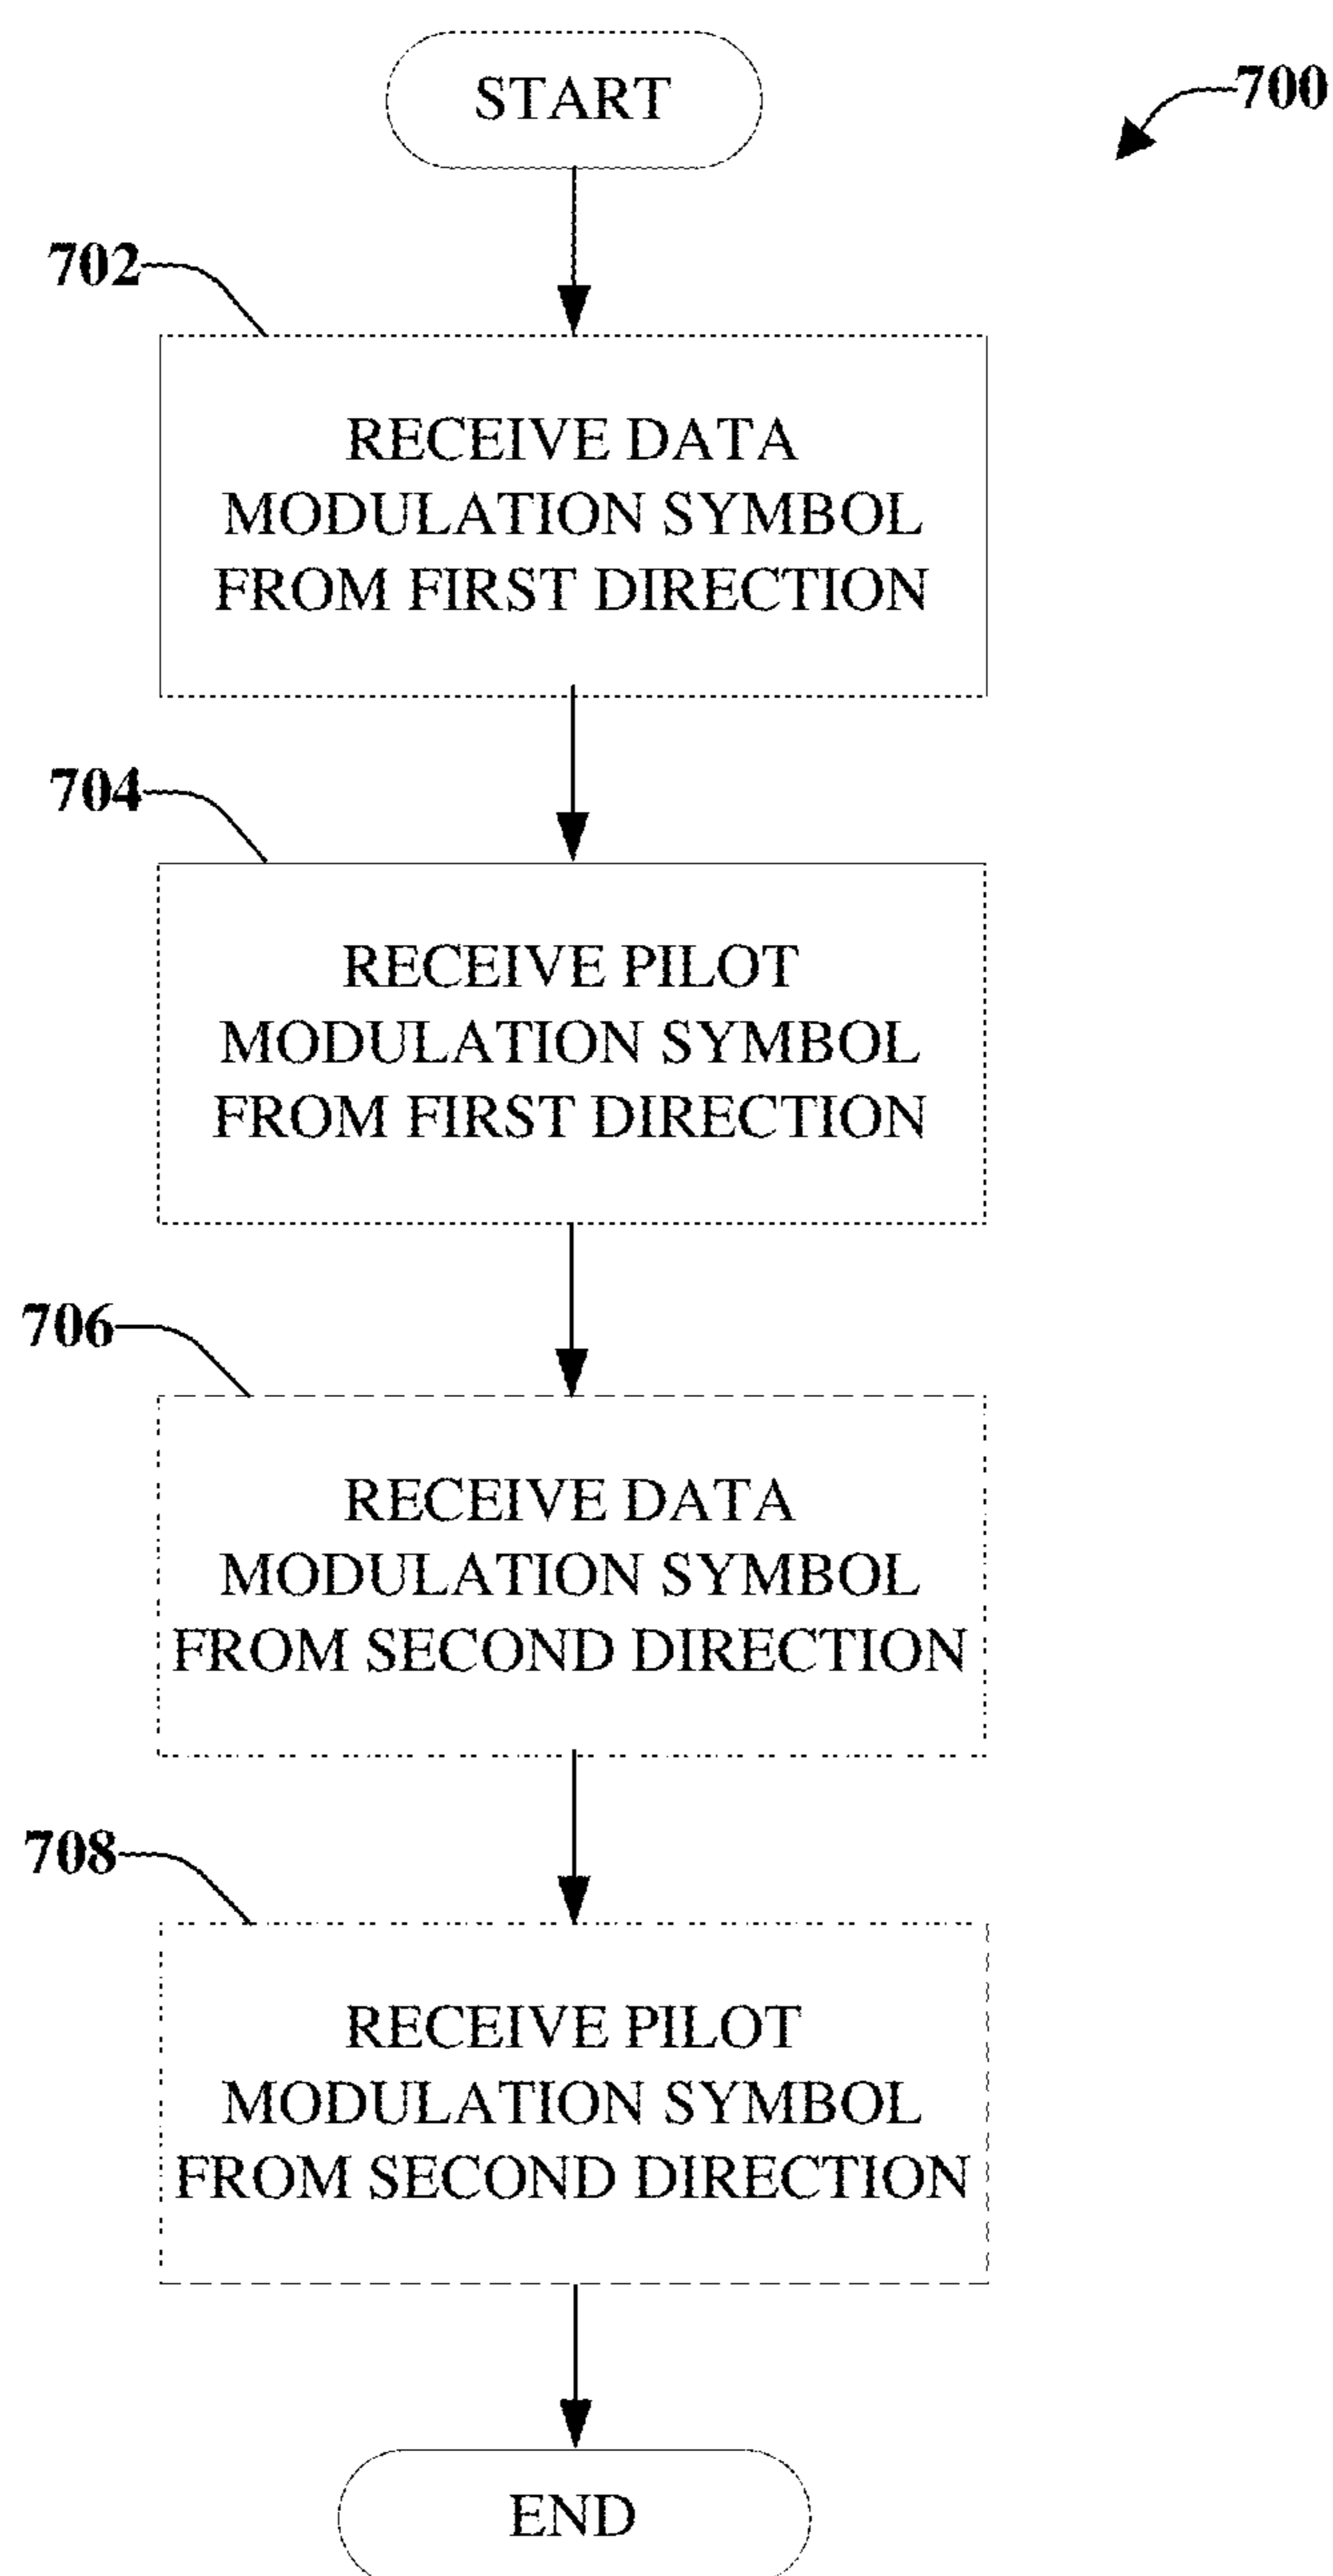 START
700
702
RECEIVE DATA
MODULATION SYMBOL
FROM FIRST DIRECTION
704
RECEIVE PILOT
MODULATION SYMBOL
FROM FIRST DIRECTION
706
RECEIVE DATA
MODULATION SYMBOL
FROM SECOND DIRECTION
708
RECEIVE PILOT
MODULATION SYMBOL
FROM SECOND DIRECTION
END